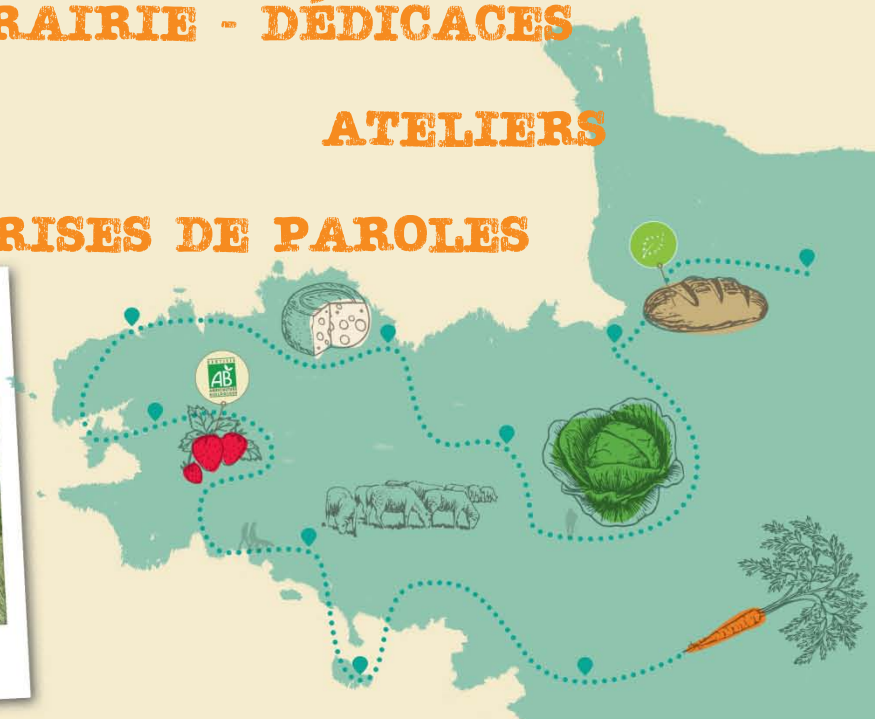 RAIRIE - DÉDICACES
ATELIERS
RISES DE PAROLES
AB